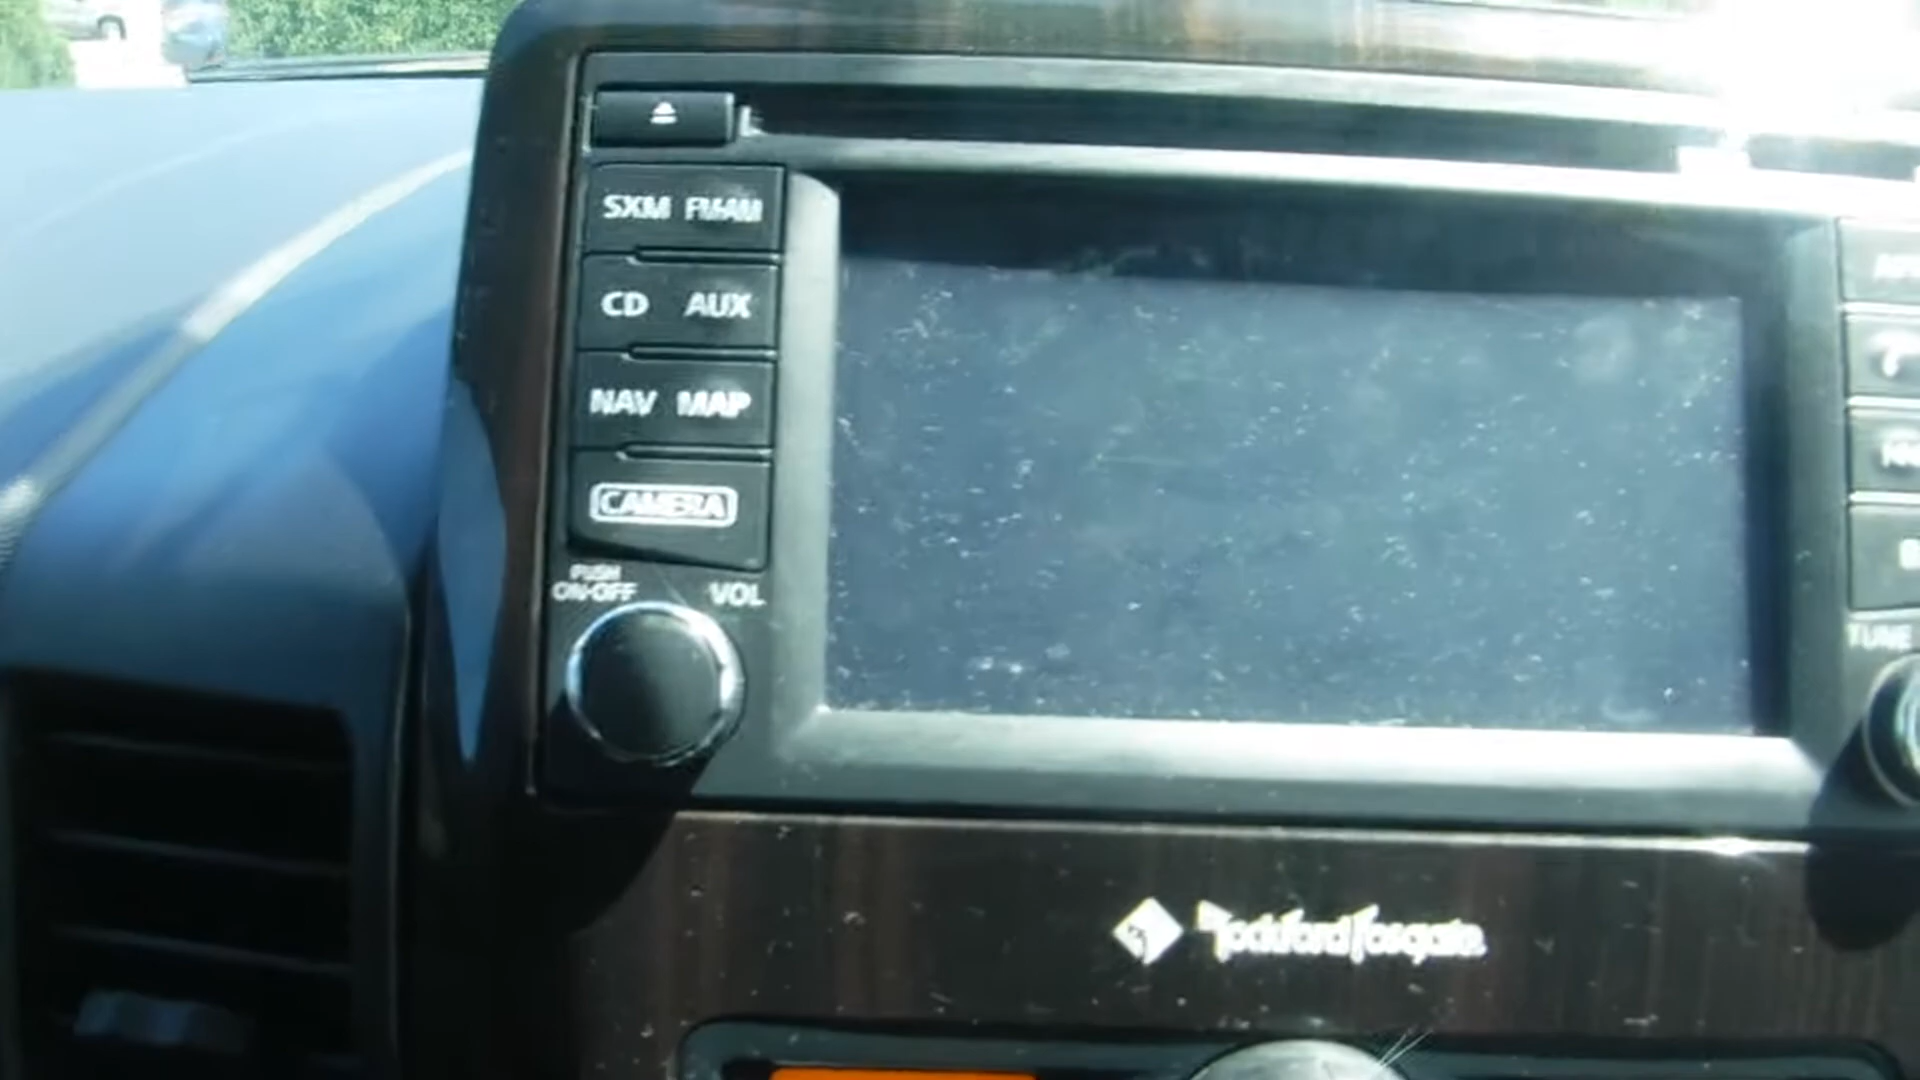 SXM FM·AM
CD AUX
NAV MAP
CAMERA
PUSH
ON·OFF VOL
TUNE
Rockford Fosgate